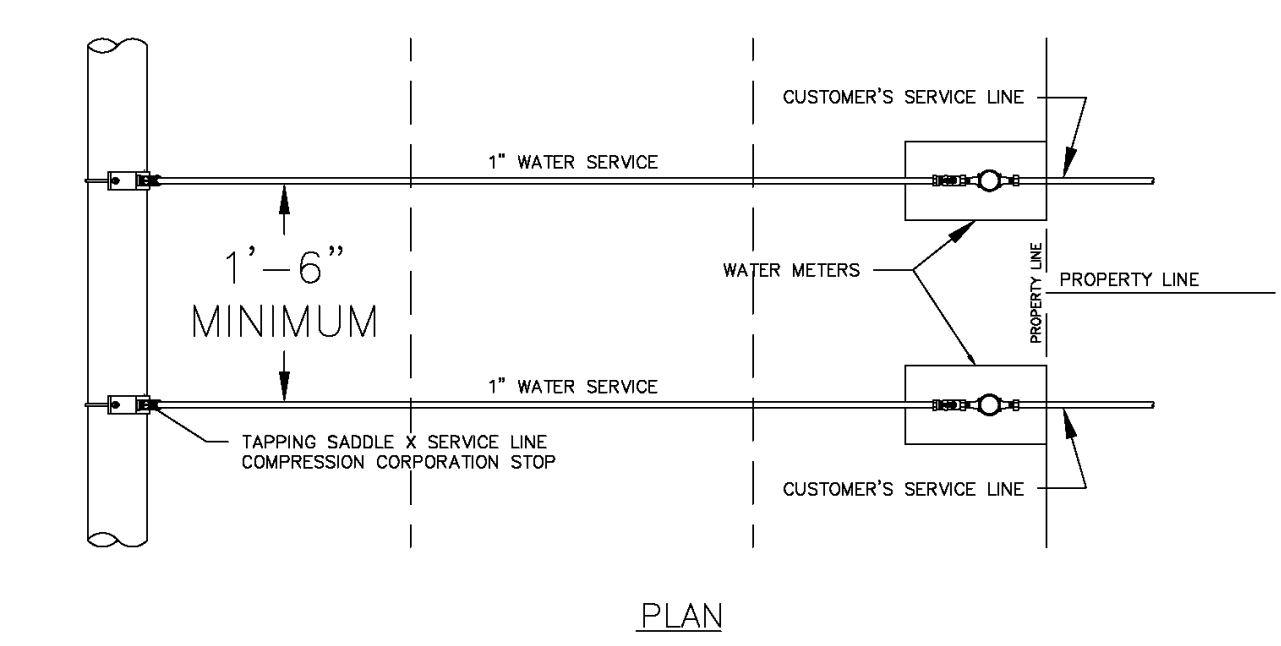 CUSTOMER'S SERVICE LINE
1" WATER SERVICE
1'-6"
MINIMUM
WATER METERS
PROPERTY LINE
PROPERTY LINE
1" WATER SERVICE
TAPPING SADDLE X SERVICE LINE
COMPRESSION CORPORATION STOP
CUSTOMER'S SERVICE LINE
PLAN